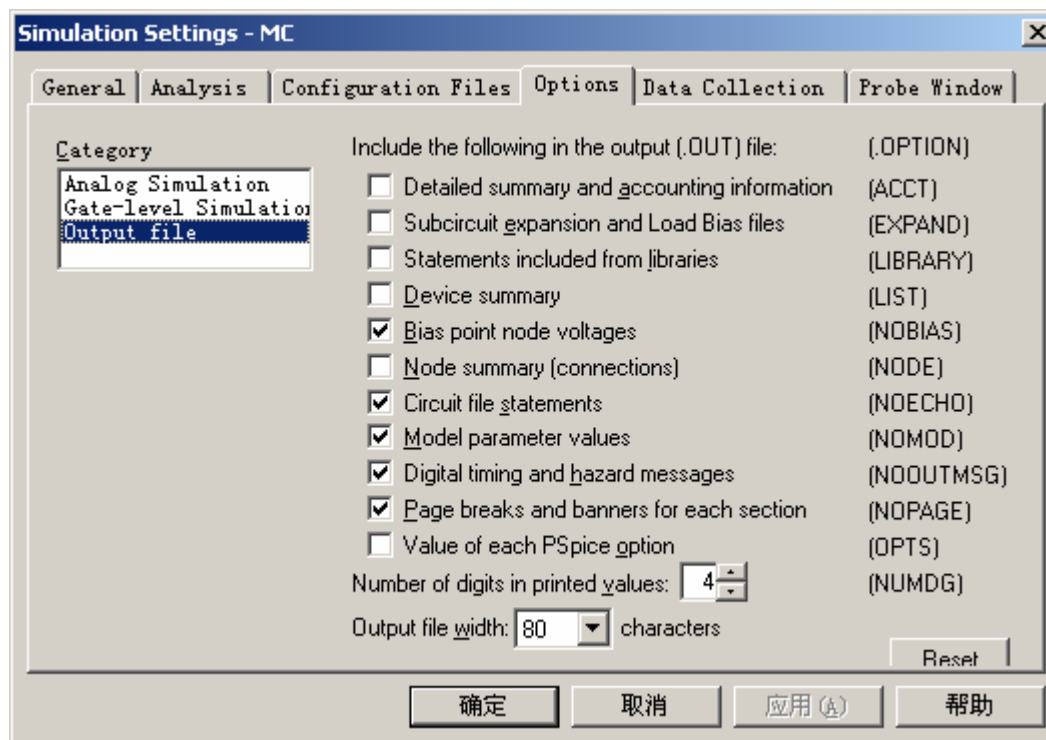 Simulation Settings - MC
General Analysis Configuration Files Options Data Collection Probe Window
Category
Analog Simulation
Gate-level Simulation
Output file
Include the following in the output (.OUT) file: (.OPTION)
Detailed summary and accounting information (ACCT)
Subcircuit expansion and Load Bias files (EXPAND)
Statements included from libraries (LIBRARY)
Device summary (LIST)
Bias point node voltages (NOBIAS)
Node summary (connections) (NODE)
Circuit file statements (NOECHO)
Model parameter values (NOMOD)
Digital timing and hazard messages (NOOUTMSG)
Page breaks and banners for each section (NOPAGE)
Value of each PSpice option (OPTS)
Number of digits in printed values: 4 (NUMDG)
Output file width: 80 characters
Reset
确定 取消 应用(A) 帮助